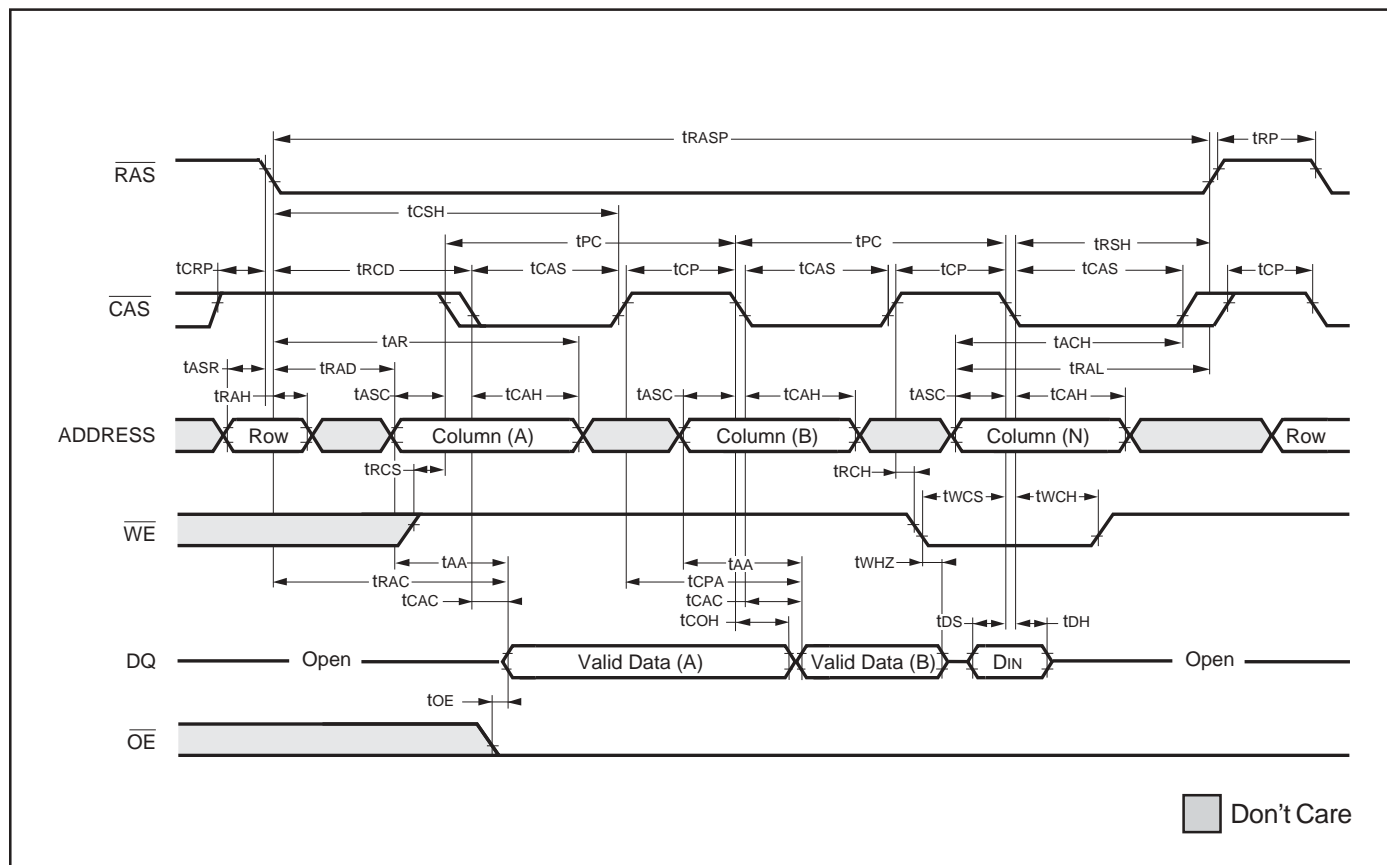 tRASP
tRP
RAS
tCSH
tPC
tPC
tRSH
tCRP
tRCD
tCAS
tCP
tCAS
tCP
tCAS
tCP
CAS
tAR
tACH
tASR
tRAD
tRAL
tRAH
tASC
tCAH
tASC
tCAH
tASC
tCAH
ADDRESS
Row
Column (A)
Column (B)
Column (N)
Row
tRCS
tRCH
tWCS
tWCH
WE
tAA
tAA
tWHZ
tRAC
tCPA
tCAC
tCAC
tCOH
tDS
tDH
DQ
Open
Valid Data (A)
Valid Data (B)
DIN
Open
tOE
OE
Don't Care